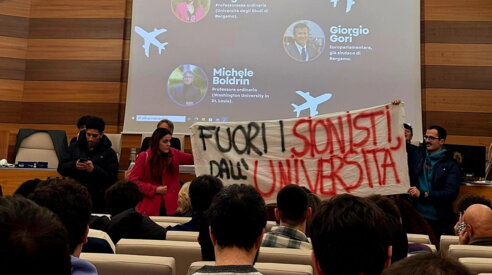 Professoressa ordinaria
(Università degli Studi di
Bergamo).
Giorgio
Gori
Europarlamentare,
già sindaco di
Bergamo.
Michele
Boldrin
Professore ordinario
(Washington University in
St. Louis).
FUORI I SIONISTI
DALL' UNIVERSITÀ